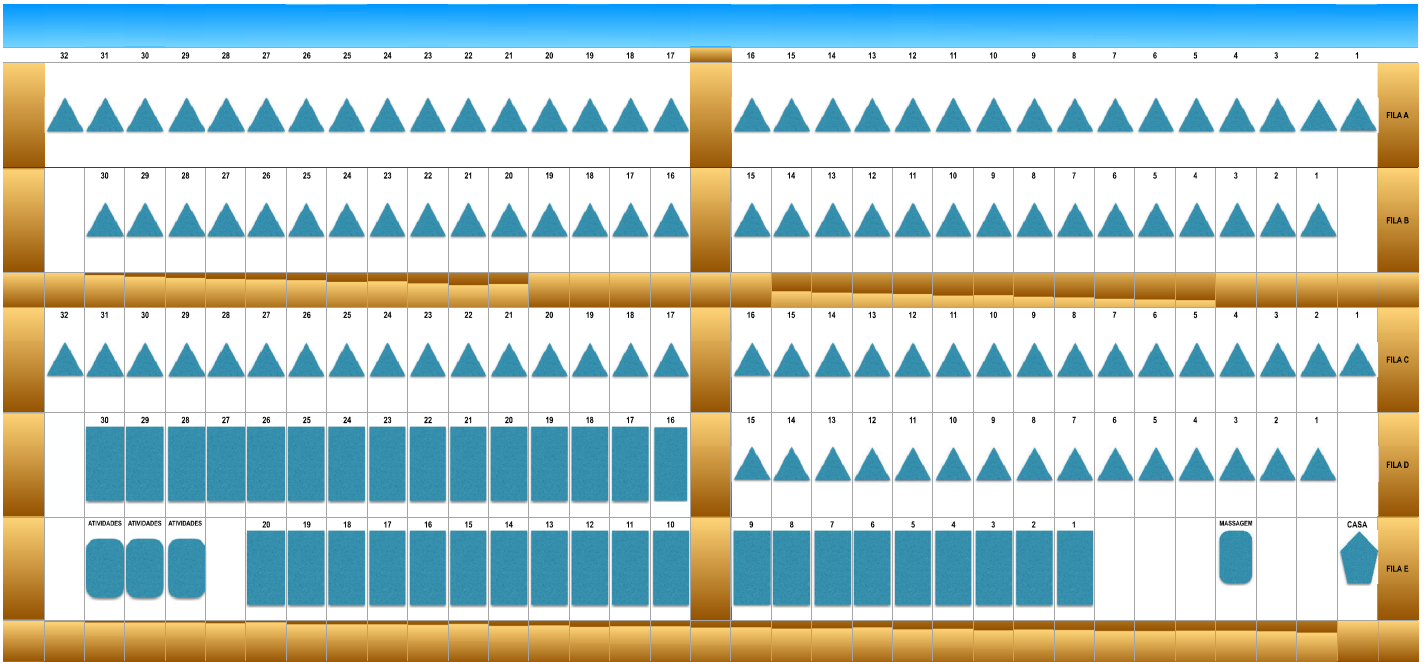 32 31 30 29 28 27 26 25 24 23 22 21 20 19 18 17 16 15 14 13 12 11 10 9 8 7 6 5 4 3 2 1
FILA A
30 29 28 27 26 25 24 23 22 21 20 19 18 17 16 15 14 13 12 11 10 9 8 7 6 5 4 3 2 1
FILA B
32 31 30 29 28 27 26 25 24 23 22 21 20 19 18 17 16 15 14 13 12 11 10 9 8 7 6 5 4 3 2 1
FILA C
30 29 28 27 26 25 24 23 22 21 20 19 18 17 16 15 14 13 12 11 10 9 8 7 6 5 4 3 2 1
FILA D
ATIVIDADES ATIVIDADES ATIVIDADES 20 19 18 17 16 15 14 13 12 11 10 9 8 7 6 5 4 3 2 1 MASSAGEM CASA
FILA E